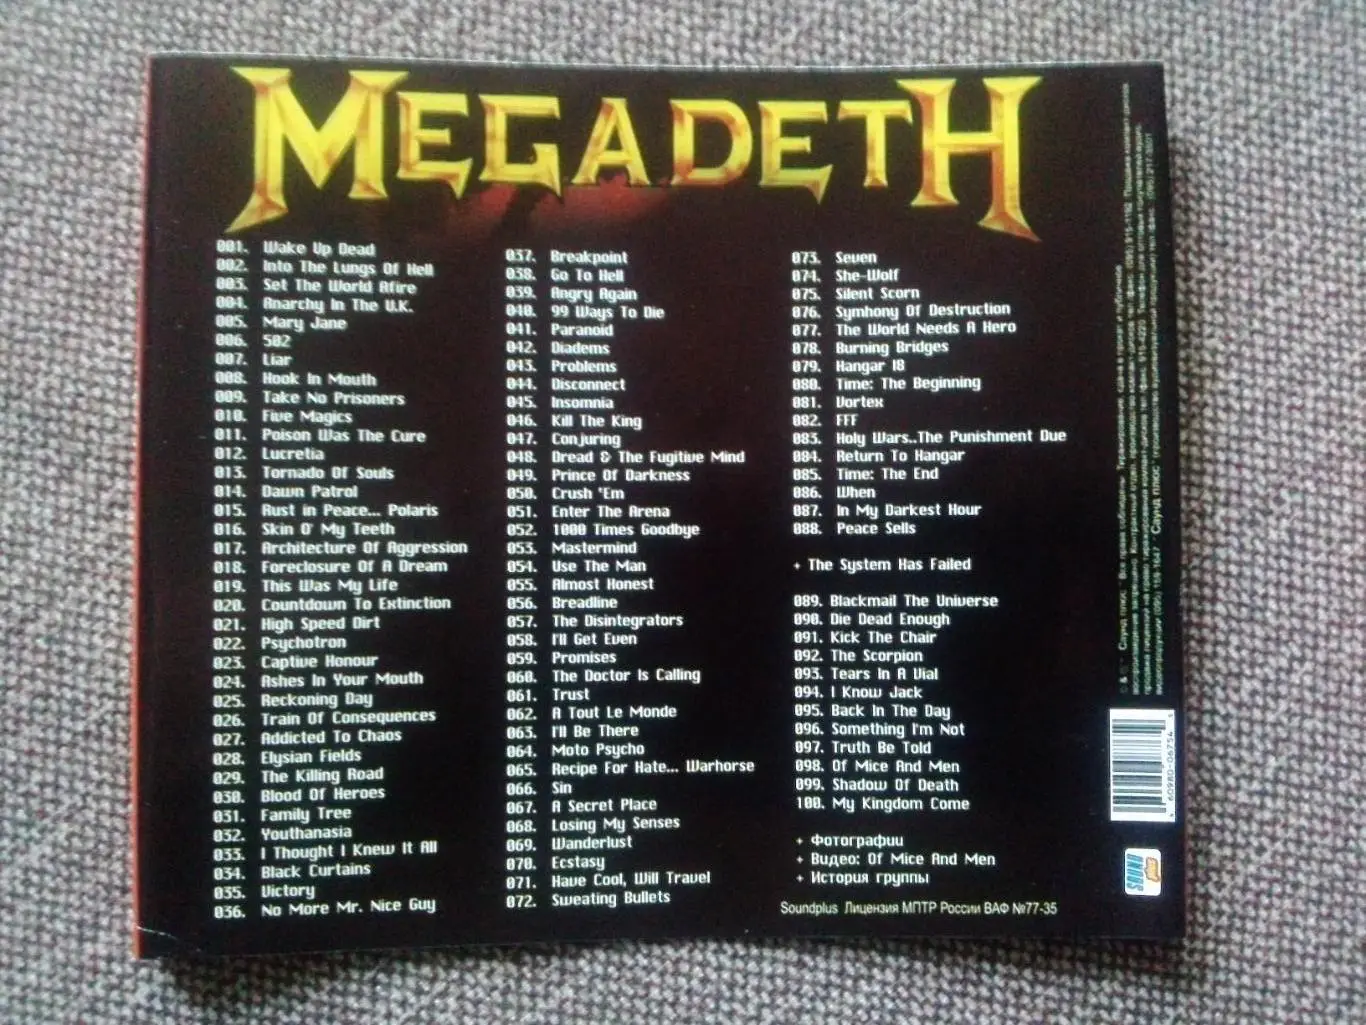 MEGADETH
001. Wake Up Dead
002. Into The Lungs Of Hell
003. Set The World Afire
004. Anarchy In The U.K.
005. Mary Jane
006. 502
007. Liar
008. Hook In Mouth
009. Take No Prisoners
010. Five Magics
011. Poison Was The Cure
012. Lucretia
013. Tornado Of Souls
014. Dawn Patrol
015. Rust in Peace... Polaris
016. Skin O' My Teeth
017. Architecture Of Aggression
018. Foreclosure Of A Dream
019. This Was My Life
020. Countdown To Extinction
021. High Speed Dirt
022. Psychotron
023. Captive Honour
024. Ashes In Your Mouth
025. Reckoning Day
026. Train Of Consequences
027. Addicted To Chaos
028. Elysian Fields
029. The Killing Road
030. Blood Of Heroes
031. Family Tree
032. Youthanasia
033. I Thought I Knew It All
034. Black Curtains
035. Victory
036. No More Mr. Nice Guy
037. Breakpoint
038. Go To Hell
039. Angry Again
040. 99 Ways To Die
041. Paranoid
042. Diadems
043. Problems
044. Disconnect
045. Insomnia
046. Kill The King
047. Conjuring
048. Dread & The Fugitive Mind
049. Prince Of Darkness
050. Crush 'Em
051. Enter The Arena
052. 1000 Times Goodbye
053. Mastermind
054. Use The Man
055. Almost Honest
056. Breadline
057. The Disintegrators
058. I'll Get Even
059. Promises
060. The Doctor Is Calling
061. Trust
062. A Tout Le Monde
063. I'll Be There
064. Moto Psycho
065. Recipe For Hate... Warhorse
066. Sin
067. A Secret Place
068. Losing My Senses
069. Wanderlust
070. Ecstasy
071. Have Cool, Will Travel
072. Sweating Bullets
073. Seven
074. She-Wolf
075. Silent Scorn
076. Symhony Of Destruction
077. The World Needs A Hero
078. Burning Bridges
079. Hangar 18
080. Time: The Beginning
081. Vortex
082. FFF
083. Holy Wars..The Punishment Due
084. Return To Hangar
085. Time: The End
086. When
087. In My Darkest Hour
088. Peace Sells
+ The System Has Failed
089. Blackmail The Universe
090. Die Dead Enough
091. Kick The Chair
092. The Scorpion
093. Tears In A Vial
094. I Know Jack
095. Back In The Day
096. Something I'm Not
097. Truth Be Told
098. Of Mice And Men
099. Shadow Of Death
100. My Kingdom Come
+ Фотографии
+ Видео: Of Mice And Men
+ История группы
Soundplus Лицензия МПТР России ВАФ №77-35
SOUND plus